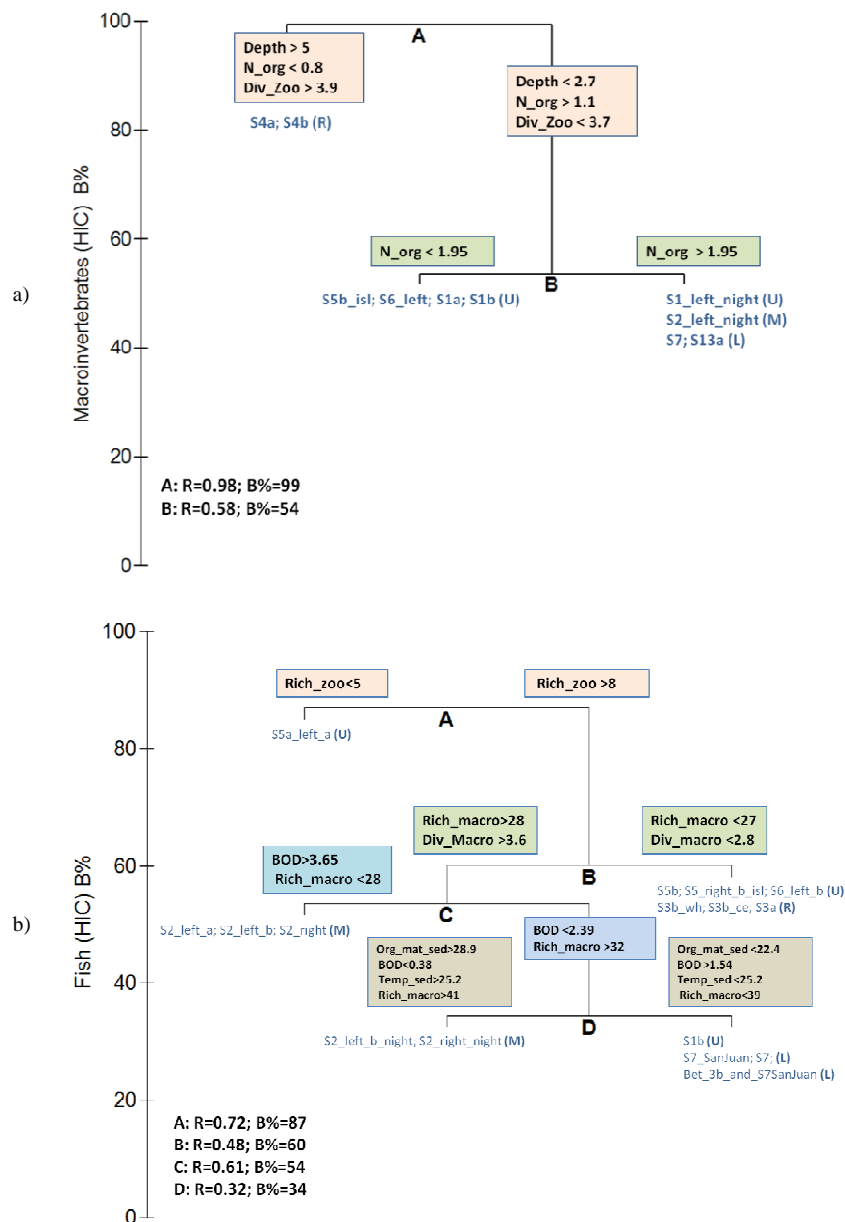 a)
Macroinvertebrates (HIC) B%
100
80
60
40
20
0
A
Depth > 5
N_org < 0.8
Div_Zoo > 3.9
S4a; S4b (R)
Depth < 2.7
N_org > 1.1
Div_Zoo < 3.7
N_org < 1.95
N_org > 1.95
B
S5b_isl; S6_left; S1a; S1b (U)
S1_left_night (U)
S2_left_night (M)
S7; S13a (L)
A: R=0.98; B%=99
B: R=0.58; B%=54
b)
Fish (HIC) B%
100
80
60
40
20
0
Rich_zoo<5
Rich_zoo >8
A
S5a_left_a (U)
Rich_macro>28
Div_Macro >3.6
Rich_macro <27
Div_macro <2.8
BOD>3.65
Rich_macro <28
B
S5b; S5_right_b_isl; S6_left_b (U)
S3b_wh; S3b_ce; S3a (R)
C
S2_left_a; S2_left_b; S2_right (M)
BOD <2.39
Rich_macro >32
Org_mat_sed>28.9
BOD<0.38
Temp_sed>25.2
Rich_macro>41
Org_mat_sed <22.4
BOD >1.54
Temp_sed <25.2
Rich_macro<39
D
S2_left_b_night; S2_right_night (M)
S1b (U)
S7_SanJuan; S7; (L)
Bet_3b_and_S7SanJuan (L)
A: R=0.72; B%=87
B: R=0.48; B%=60
C: R=0.61; B%=54
D: R=0.32; B%=34